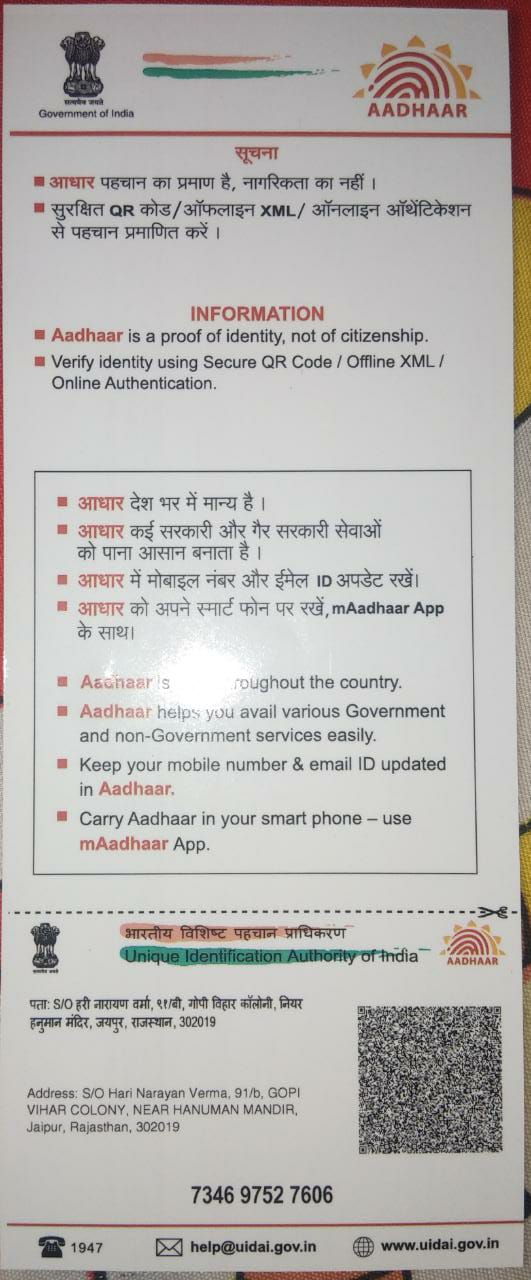 सत्यमेव जयते
Government of India
AADHAAR
सूचना
आधार पहचान का प्रमाण है, नागरिकता का नहीं ।
सुरक्षित QR कोड/ऑफलाइन XML/ ऑनलाइन ऑथेंटिकेशन
से पहचान प्रमाणित करें ।
INFORMATION
Aadhaar is a proof of identity, not of citizenship.
Verify identity using Secure QR Code / Offline XML /
Online Authentication.
आधार देश भर में मान्य है ।
आधार कई सरकारी और गैर सरकारी सेवाओं
को पाना आसान बनाता है ।
आधार में मोबाइल नंबर और ईमेल ID अपडेट रखें।
आधार को अपने स्मार्ट फोन पर रखें, mAadhaar App
के साथ।
Aadhaar is roughout the country.
Aadhaar helps you avail various Government
and non-Government services easily.
Keep your mobile number & email ID updated
in Aadhaar.
Carry Aadhaar in your smart phone – use
mAadhaar App.
सत्यमेव जयते
भारतीय विशिष्ट पहचान प्राधिकरण
Unique Identification Authority of India
AADHAAR
पता: S/O हरी नारायण वर्मा, ९१/बी, गोपी विहार कॉलोनी, नियर
हनुमान मंदिर, जयपुर, राजस्थान, 302019
Address: S/O Hari Narayan Verma, 91/b, GOPI
VIHAR COLONY, NEAR HANUMAN MANDIR,
Jaipur, Rajasthan, 302019
7346 9752 7606
1947
help@uidai.gov.in
www.uidai.gov.in